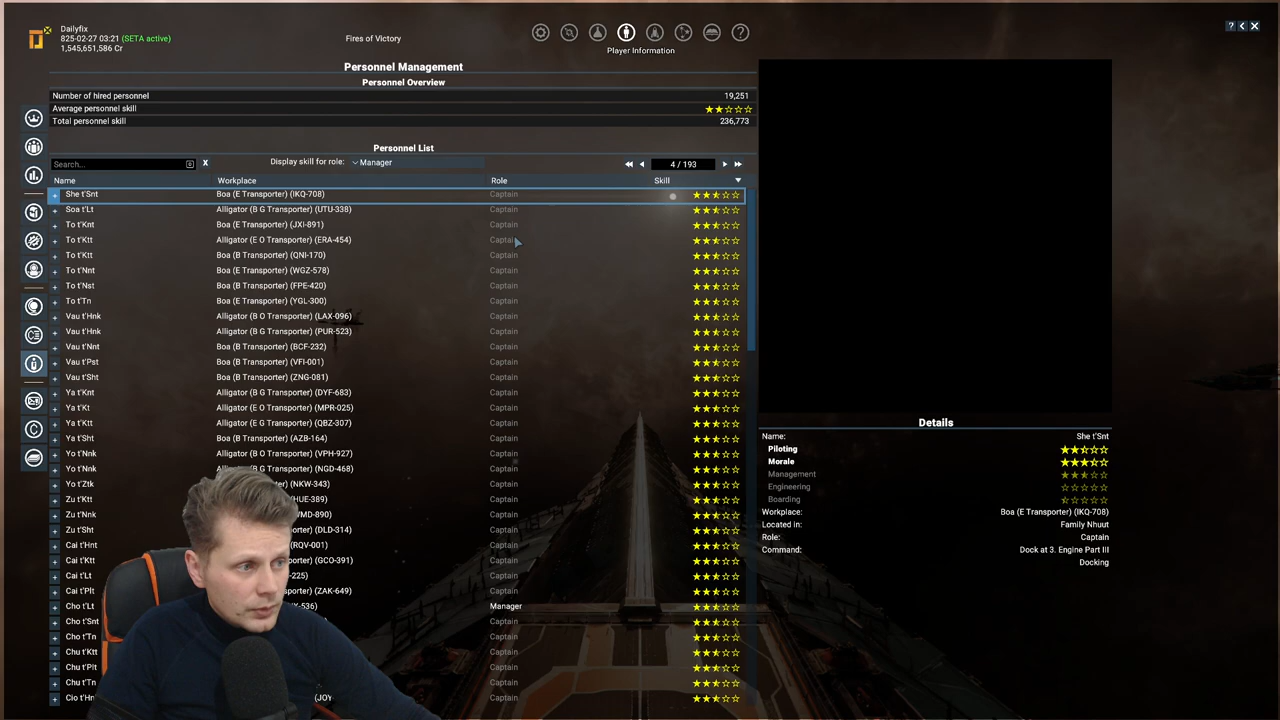 Dailyfix
825-02-27 03:21 (SETA active)
1,545,651,586 Cr
Fires of Victory
Player Information
Personnel Management
Personnel Overview
Number of hired personnel 19,251
Average personnel skill
Total personnel skill 236,773
Personnel List
Search... x Display skill for role: Manager 4 / 193
Name Workplace Role Skill
She t'Snt Boa (E Transporter) (IKQ-708) Captain
Soa t'Lt Alligator (B G Transporter) (UTU-338) Captain
To t'Knt Boa (E Transporter) (JXI-891) Captain
To t'Ktt Alligator (E O Transporter) (ERA-454) Captain
To t'Ktt Boa (B Transporter) (QNI-170) Captain
To t'Nnt Boa (E Transporter) (WGZ-578) Captain
To t'Nst Boa (B Transporter) (FPE-420) Captain
To t'Tn Boa (E Transporter) (YGL-300) Captain
Vau t'Hnk Alligator (B O Transporter) (LAX-096) Captain
Vau t'Hnk Alligator (B G Transporter) (PUR-523) Captain
Vau t'Nnt Boa (B Transporter) (BCF-232) Captain
Vau t'Pst Boa (B Transporter) (VFI-001) Captain
Vau t'Sht Boa (B Transporter) (ZNG-081) Captain
Ya t'Knt Alligator (B G Transporter) (DYF-683) Captain
Ya t'Kt Alligator (E O Transporter) (MPR-025) Captain
Ya t'Ktt Alligator (E G Transporter) (QBZ-307) Captain
Ya t'Sht Boa (B Transporter) (AZB-164) Captain
Yo t'Nnk Alligator (B O Transporter) (VPH-927) Captain
Yo t'Nnk G Transporter) (NGD-468) Captain
Yo t'Ztk (NKW-343) Captain
Zu t'Ktt (HUE-389) Captain
Zu t'Nnk WMD-890) Captain
Zu t'Sht (DLD-314) Captain
Cai t'Hnt (RQV-001) Captain
Cai t'Ktt (GCO-391) Captain
Cai t'Lt -225) Captain
Cai t'Plt (ZAK-649) Captain
Cho t'Lt -536) Manager
Cho t'Snt Captain
Cho t'Tn Captain
Chu t'Ktt Captain
Chu t'Plt Captain
Chu t'Tn Captain
Cio t'Hn (JOY- Captain
Details
Name: She t'Snt
Piloting
Morale
Management
Engineering
Boarding
Workplace: Boa (E Transporter) (IKQ-708)
Located in: Family Nhuut
Role: Captain
Command: Dock at 3. Engine Part III
Docking